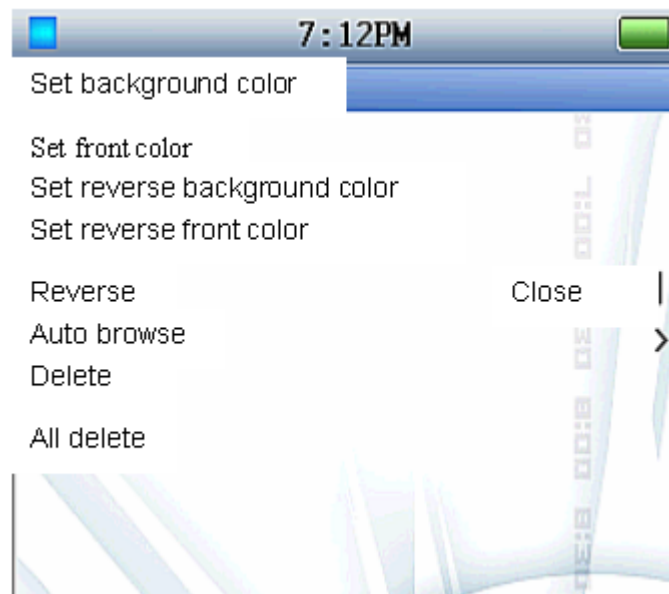 7:12PM
Set background color
Set front color
Set reverse background color
Set reverse front color
Reverse Close
Auto browse >
Delete
All delete